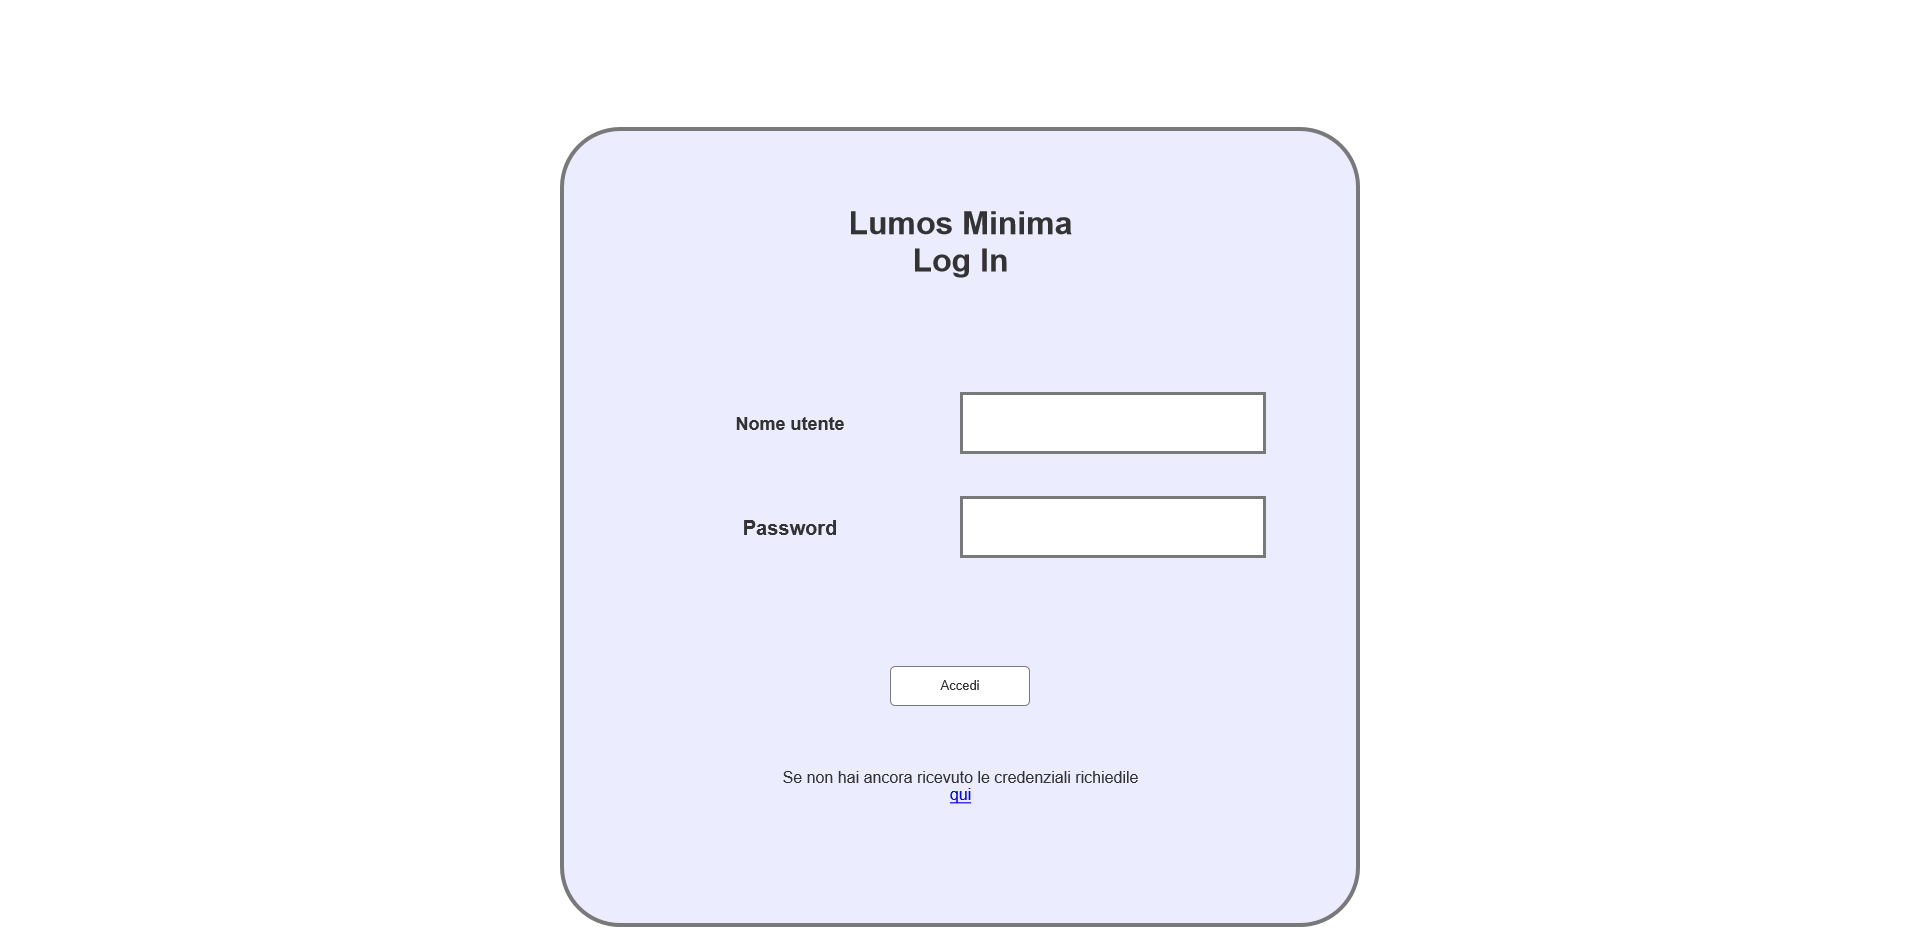 Lumos Minima
Log In
Nome utente
Password
Accedi
Se non hai ancora ricevuto le credenziali richiedile
qui